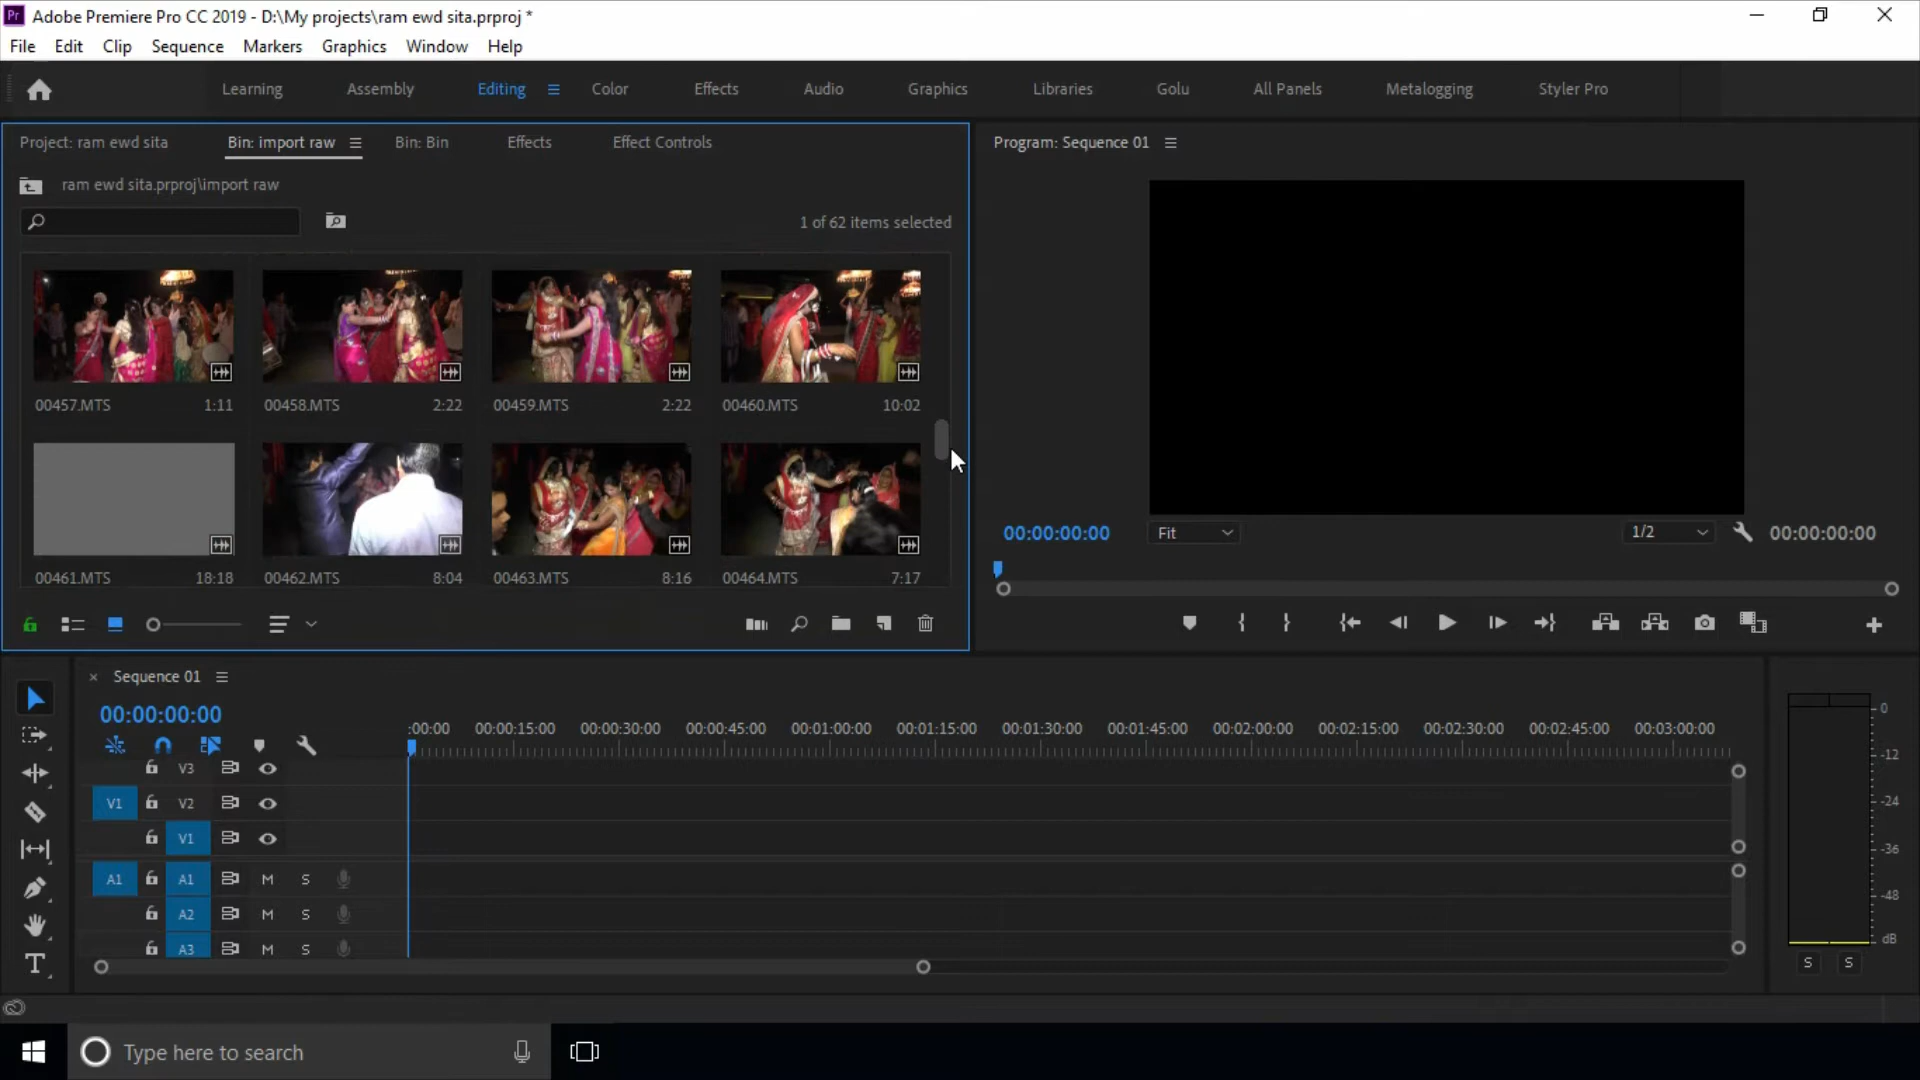 Pr Adobe Premiere Pro CC 2019 - D:\My projects\ram ewd sita.prproj *
File Edit Clip Sequence Markers Graphics Window Help
Learning Assembly Editing Color Effects Audio Graphics Libraries Golu All Panels Metalogging Styler Pro
Project: ram ewd sita Bin: import raw Bin: Bin Effects Effect Controls
Program: Sequence 01
ram ewd sita.prproj\import raw
1 of 62 items selected
00457.MTS 1:11 00458.MTS 2:22 00459.MTS 2:22 00460.MTS 10:02
00461.MTS 18:18 00462.MTS 8:04 00463.MTS 8:16 00464.MTS 7:17
00:00:00:00 Fit 1/2 00:00:00:00
× Sequence 01
00:00:00:00
:00:00 00:00:15:00 00:00:30:00 00:00:45:00 00:01:00:00 00:01:15:00 00:01:30:00 00:01:45:00 00:02:00:00 00:02:15:00 00:02:30:00 00:02:45:00 00:03:00:00
V3
V1 V2
V1
A1 A1 M S
A2 M S
A3 M S
T
0
-12
-24
-36
-48
dB
S S
Type here to search